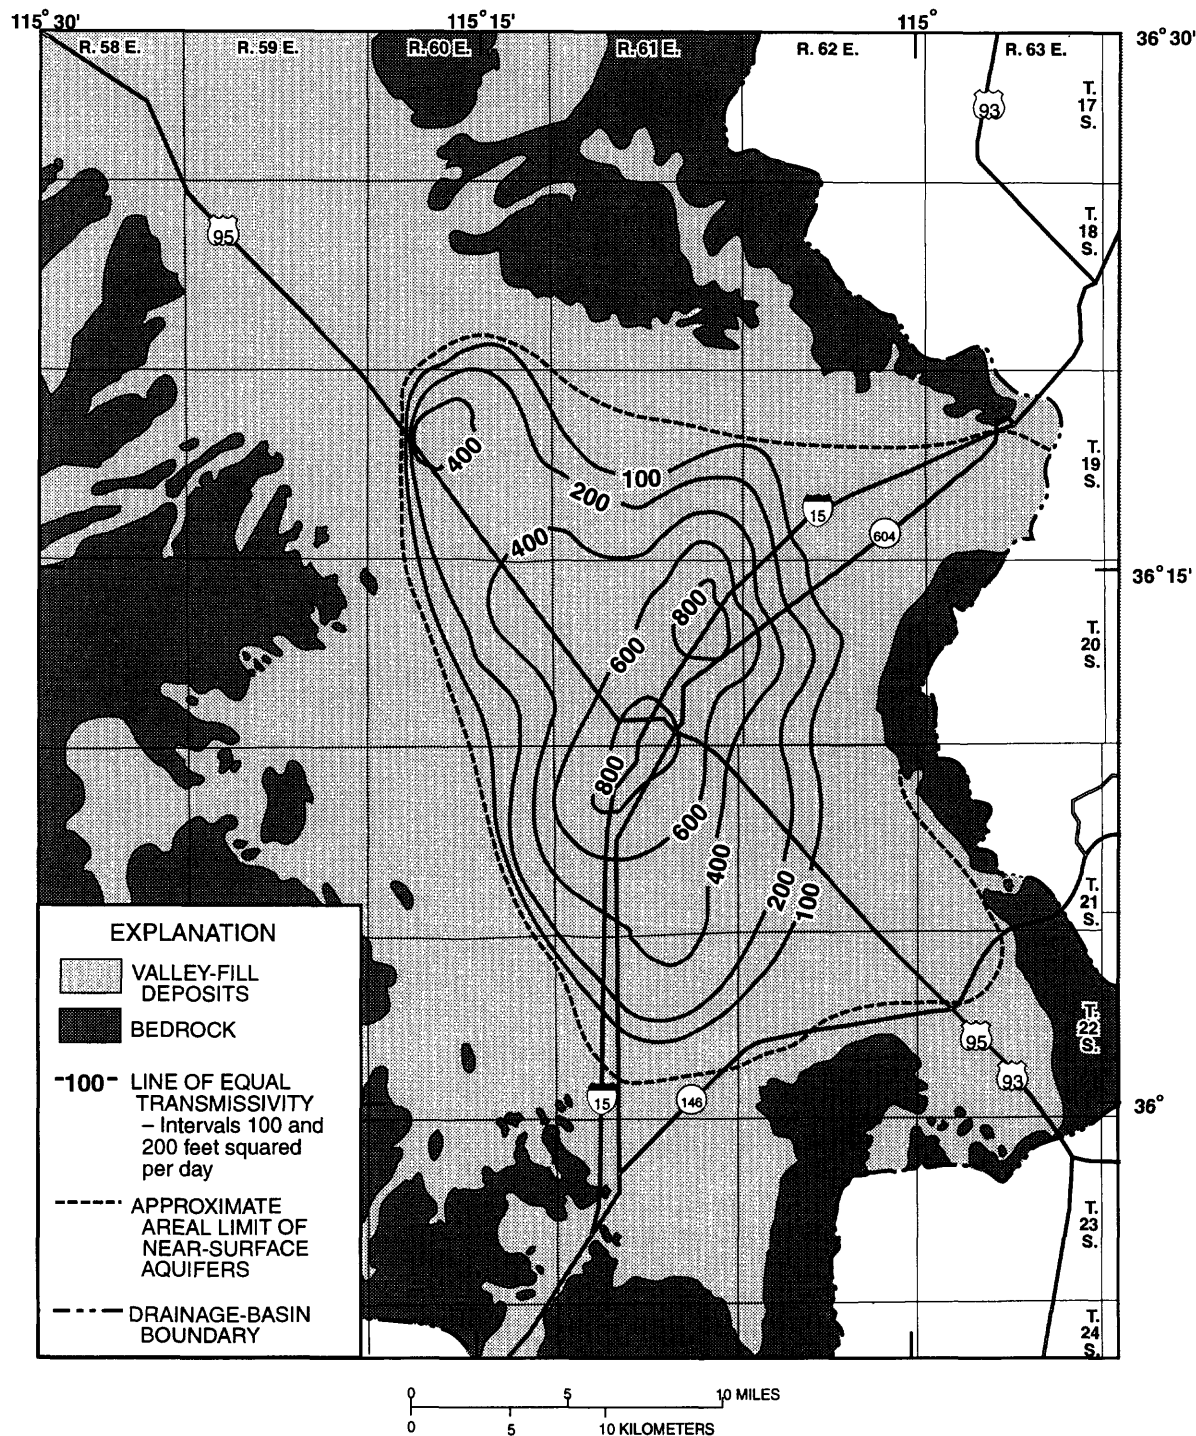 115° 30'
115° 15'
115°
R. 58 E.
R. 59 E.
R. 60 E.
R. 61 E.
R. 62 E.
R. 63 E.
36° 30'
93
T.
17
S.
T.
18
S.
95
T.
19
S.
400
100
200
15
400
604
36° 15'
800
T.
20
S.
600
800
600
400
200
100
T.
21
S.
T.
22
S.
95
93
36°
15
146
T.
23
S.
T.
24
S.
EXPLANATION
VALLEY-FILL
DEPOSITS
BEDROCK
100
LINE OF EQUAL
TRANSMISSIVITY
– Intervals 100 and
200 feet squared
per day
APPROXIMATE
AREAL LIMIT OF
NEAR-SURFACE
AQUIFERS
DRAINAGE-BASIN
BOUNDARY
0 5 10 MILES
0 5 10 KILOMETERS